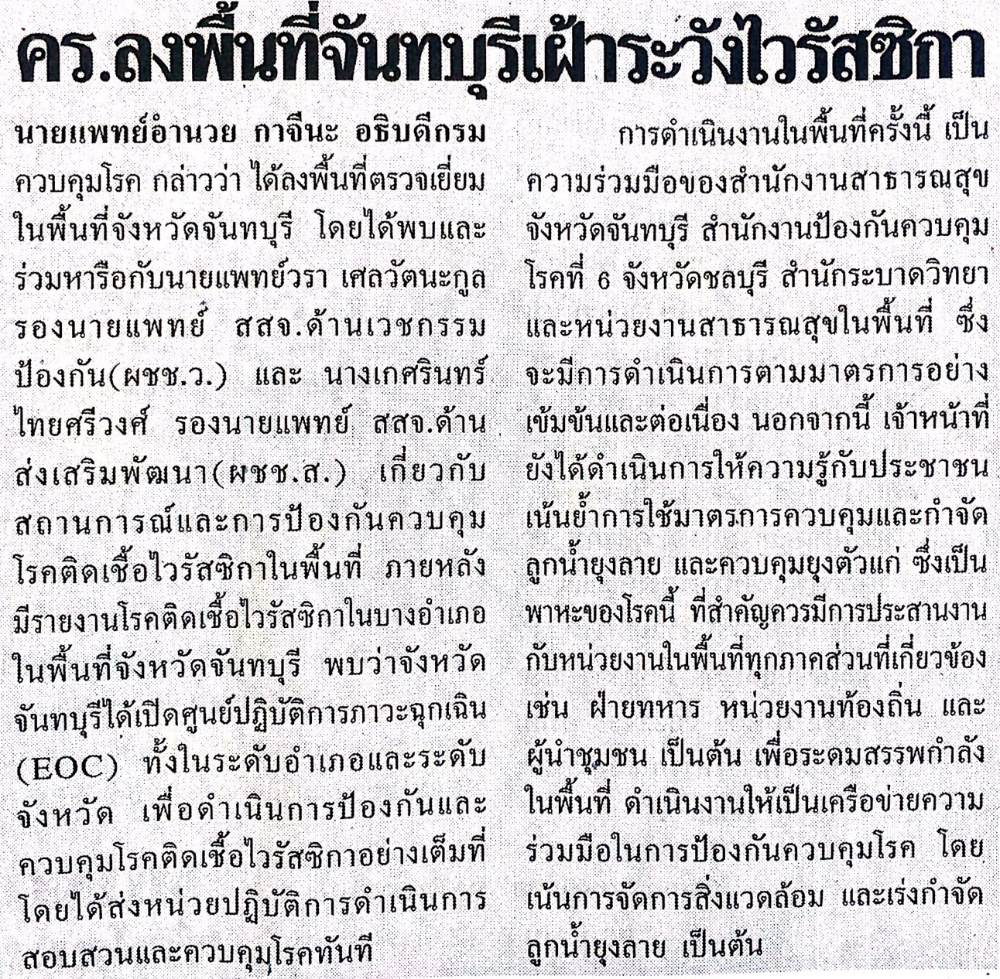 คร.ลงพื้นที่จันทบุรีเฝ้าระวังไวรัสซิกา
นายแพทย์อำนวย กาจีนะ อธิบดีกรม
ควบคุมโรค กล่าวว่า ได้ลงพื้นที่ตรวจเยี่ยม
ในพื้นที่จังหวัดจันทบุรี โดยได้พบและ
ร่วมหารือกับนายแพทย์วรา เศลวัตนะกูล
รองนายแพทย์ สสจ.ด้านเวชกรรม
ป้องกัน(ผชช.ว.) และ นางเกศรินทร์
ไทยศรีวงศ์ รองนายแพทย์ สสจ.ด้าน
ส่งเสริมพัฒนา(ผชช.ส.) เกี่ยวกับ
สถานการณ์และการป้องกันควบคุม
โรคติดเชื้อไวรัสซิกาในพื้นที่ ภายหลัง
มีรายงานโรคติดเชื้อไวรัสซิกาในบางอำเภอ
ในพื้นที่จังหวัดจันทบุรี พบว่าจังหวัด
จันทบุรีได้เปิดศูนย์ปฏิบัติการภาวะฉุกเฉิน
(EOC) ทั้งในระดับอำเภอและระดับ
จังหวัด เพื่อดำเนินการป้องกันและ
ควบคุมโรคติดเชื้อไวรัสซิกาอย่างเต็มที่
โดยได้ส่งหน่วยปฏิบัติการดำเนินการ
สอบสวนและควบคุมโรคทันที
การดำเนินงานในพื้นที่ครั้งนี้ เป็น
ความร่วมมือของสำนักงานสาธารณสุข
จังหวัดจันทบุรี สำนักงานป้องกันควบคุม
โรคที่ 6 จังหวัดชลบุรี สำนักระบาดวิทยา
และหน่วยงานสาธารณสุขในพื้นที่ ซึ่ง
จะมีการดำเนินการตามมาตรการอย่าง
เข้มข้นและต่อเนื่อง นอกจากนี้ เจ้าหน้าที่
ยังได้ดำเนินการให้ความรู้กับประชาชน
เน้นย้ำการใช้มาตรการควบคุมและกำจัด
ลูกน้ำยุงลาย และควบคุมยุงตัวแก่ ซึ่งเป็น
พาหะของโรคนี้ ที่สำคัญควรมีการประสานงาน
กับหน่วยงานในพื้นที่ทุกภาคส่วนที่เกี่ยวข้อง
เช่น ฝ่ายทหาร หน่วยงานท้องถิ่น และ
ผู้นำชุมชน เป็นต้น เพื่อระดมสรรพกำลัง
ในพื้นที่ ดำเนินงานให้เป็นเครือข่ายความ
ร่วมมือในการป้องกันควบคุมโรค โดย
เน้นการจัดการสิ่งแวดล้อม และเร่งกำจัด
ลูกน้ำยุงลาย เป็นต้น